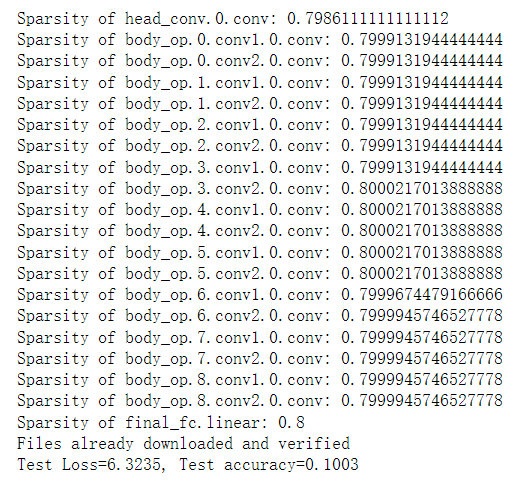 Sparsity of head_conv.0.conv: 0.7986111111111112
Sparsity of body_op.0.conv1.0.conv: 0.7999131944444444
Sparsity of body_op.0.conv2.0.conv: 0.7999131944444444
Sparsity of body_op.1.conv1.0.conv: 0.7999131944444444
Sparsity of body_op.1.conv2.0.conv: 0.7999131944444444
Sparsity of body_op.2.conv1.0.conv: 0.7999131944444444
Sparsity of body_op.2.conv2.0.conv: 0.7999131944444444
Sparsity of body_op.3.conv1.0.conv: 0.7999131944444444
Sparsity of body_op.3.conv2.0.conv: 0.8000217013888888
Sparsity of body_op.4.conv1.0.conv: 0.8000217013888888
Sparsity of body_op.4.conv2.0.conv: 0.8000217013888888
Sparsity of body_op.5.conv1.0.conv: 0.8000217013888888
Sparsity of body_op.5.conv2.0.conv: 0.8000217013888888
Sparsity of body_op.6.conv1.0.conv: 0.7999674479166666
Sparsity of body_op.6.conv2.0.conv: 0.7999945746527778
Sparsity of body_op.7.conv1.0.conv: 0.7999945746527778
Sparsity of body_op.7.conv2.0.conv: 0.7999945746527778
Sparsity of body_op.8.conv1.0.conv: 0.7999945746527778
Sparsity of body_op.8.conv2.0.conv: 0.7999945746527778
Sparsity of final_fc.linear: 0.8
Files already downloaded and verified
Test Loss=6.3235, Test accuracy=0.1003